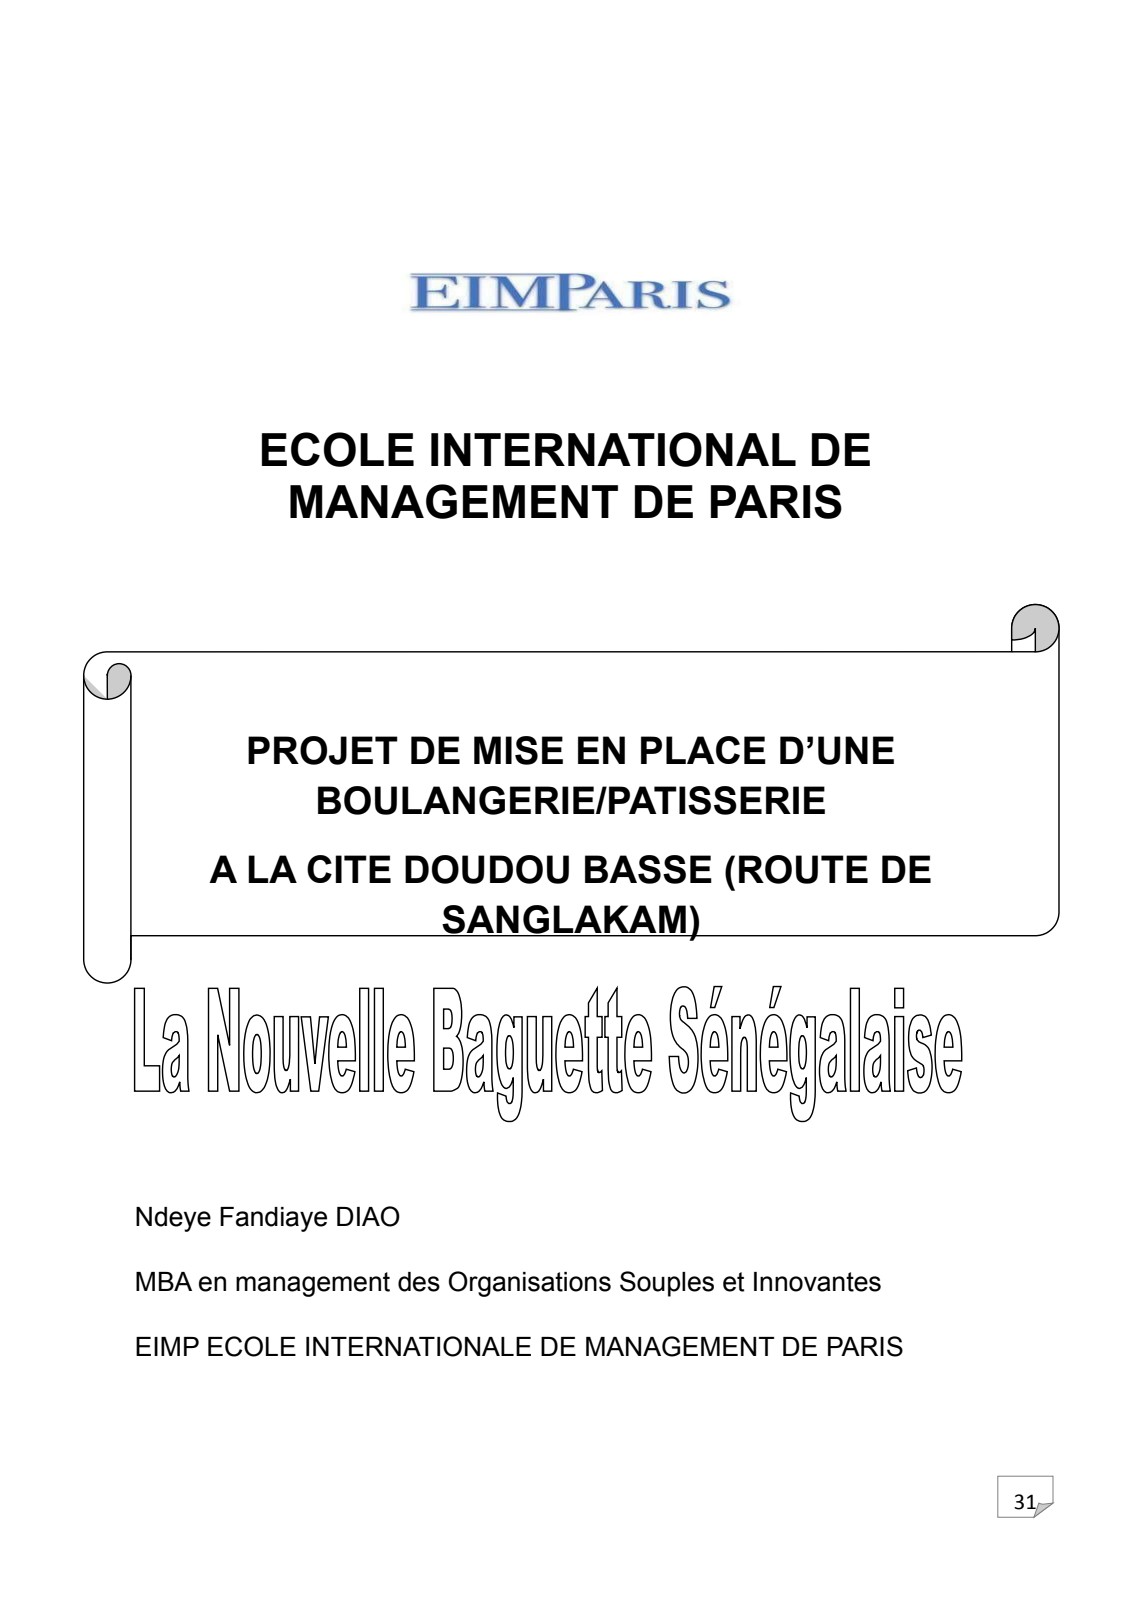 EIMPARIS
ECOLE INTERNATIONAL DE
MANAGEMENT DE PARIS
PROJET DE MISE EN PLACE D’UNE
BOULANGERIE/PATISSERIE
A LA CITE DOUDOU BASSE (ROUTE DE
SANGLAKAM)
La Nouvelle Baguette Sénégalaise
Ndeye Fandiaye DIAO
MBA en management des Organisations Souples et Innovantes
EIMP ECOLE INTERNATIONALE DE MANAGEMENT DE PARIS
31